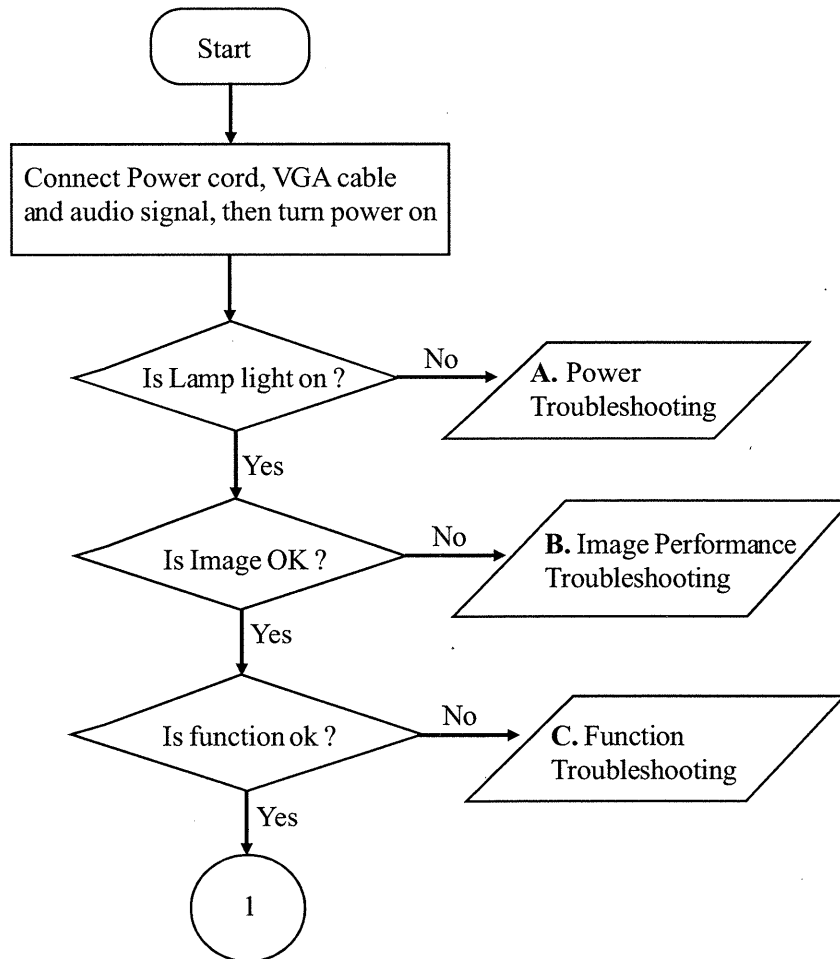 Start
Connect Power cord, VGA cable
and audio signal, then turn power on
Is Lamp light on ?
No
A. Power
Troubleshooting
Yes
Is Image OK ?
No
B. Image Performance
Troubleshooting
Yes
Is function ok ?
No
C. Function
Troubleshooting
Yes
1